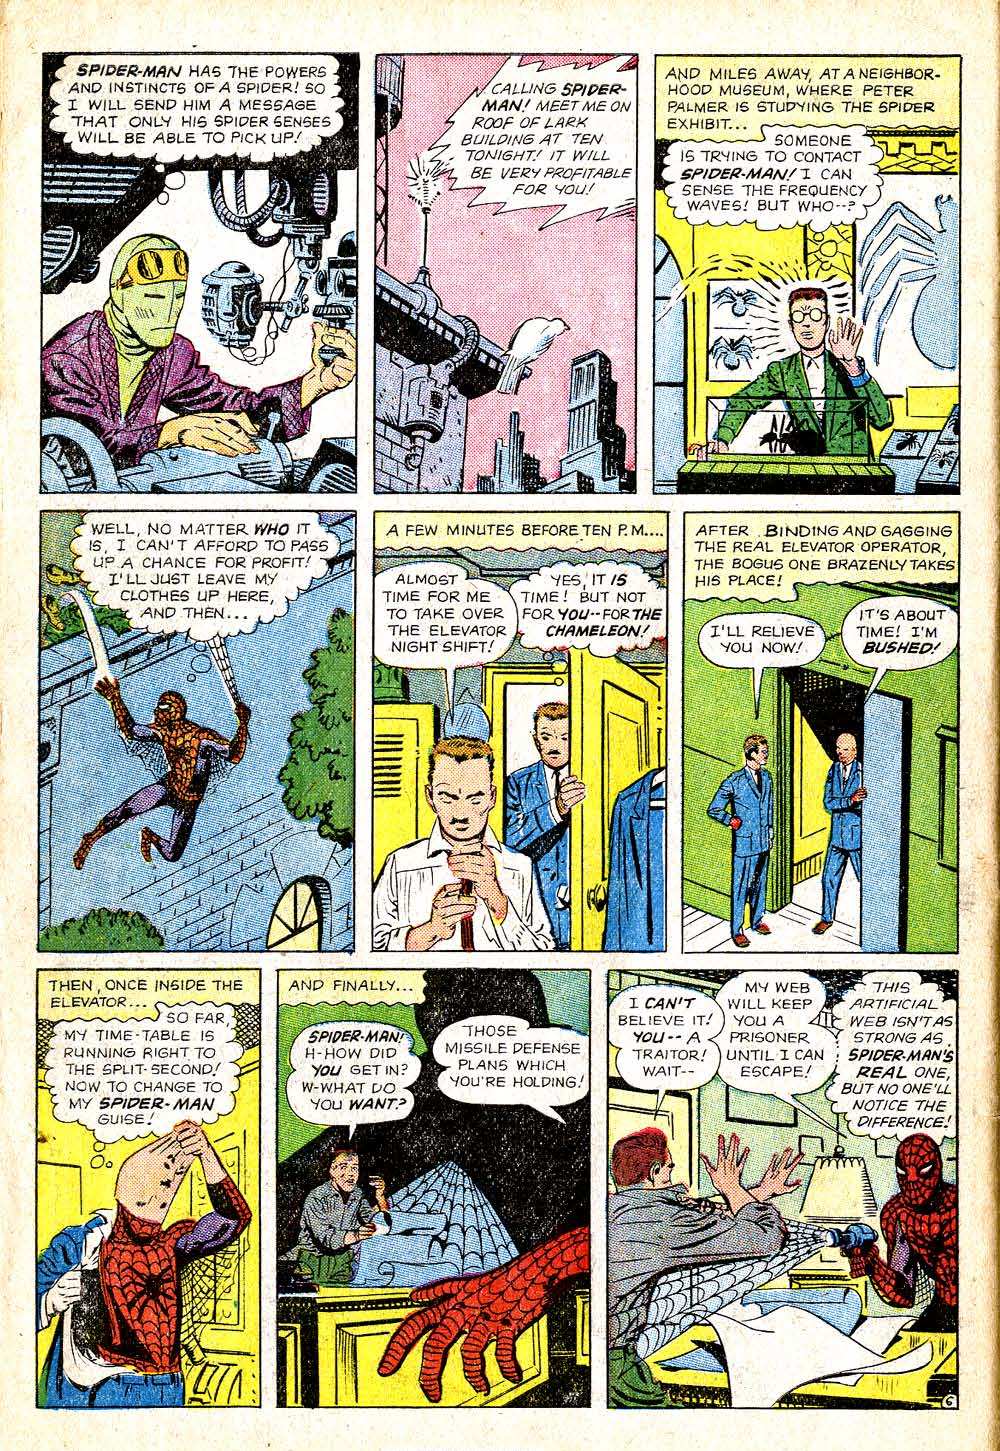 SPIDER-MAN HAS THE POWERS
AND INSTINCTS OF A SPIDER! SO
I WILL SEND HIM A MESSAGE
THAT ONLY HIS SPIDER SENSES
WILL BE ABLE TO PICK UP!
CALLING SPIDER-
MAN! MEET ME ON
ROOF OF LARK
BUILDING AT TEN
TONIGHT! IT WILL
BE VERY PROFITABLE
FOR YOU!
AND MILES AWAY, AT A NEIGHBOR-
HOOD MUSEUM, WHERE PETER
PALMER IS STUDYING THE SPIDER
EXHIBIT...
SOMEONE
IS TRYING TO CONTACT
SPIDER-MAN! I CAN
SENSE THE FREQUENCY
WAVES! BUT WHO--?
WELL, NO MATTER WHO IT
IS, I CAN'T AFFORD TO PASS
UP A CHANCE FOR PROFIT!
I'LL JUST LEAVE MY
CLOTHES UP HERE,
AND THEN...
A FEW MINUTES BEFORE TEN P.M....
ALMOST
TIME FOR ME
TO TAKE OVER
THE ELEVATOR
NIGHT SHIFT!
YES, IT IS
TIME! BUT NOT
FOR YOU--FOR THE
CHAMELEON!
AFTER BINDING AND GAGGING
THE REAL ELEVATOR OPERATOR,
THE BOGUS ONE BRAZENLY TAKES
HIS PLACE!
I'LL RELIEVE
YOU NOW!
IT'S ABOUT
TIME! I'M
BUSHED!
THEN, ONCE INSIDE THE
ELEVATOR...
SO FAR,
MY TIME-TABLE IS
RUNNING RIGHT TO
THE SPLIT-SECOND!
NOW TO CHANGE TO
MY SPIDER-MAN
GUISE!
AND FINALLY...
SPIDER-MAN!
H-HOW DID
YOU GET IN?
W-WHAT DO
YOU WANT?
THOSE
MISSILE DEFENSE
PLANS WHICH
YOU'RE HOLDING!
I CAN'T
BELIEVE IT!
YOU-- A
TRAITOR!
WAIT--
MY WEB
WILL KEEP
YOU A
PRISONER
UNTIL I CAN
ESCAPE!
THIS
ARTIFICIAL
WEB ISN'T AS
STRONG AS
SPIDER-MAN'S
REAL ONE,
BUT NO ONE'LL
NOTICE THE
DIFFERENCE!
6